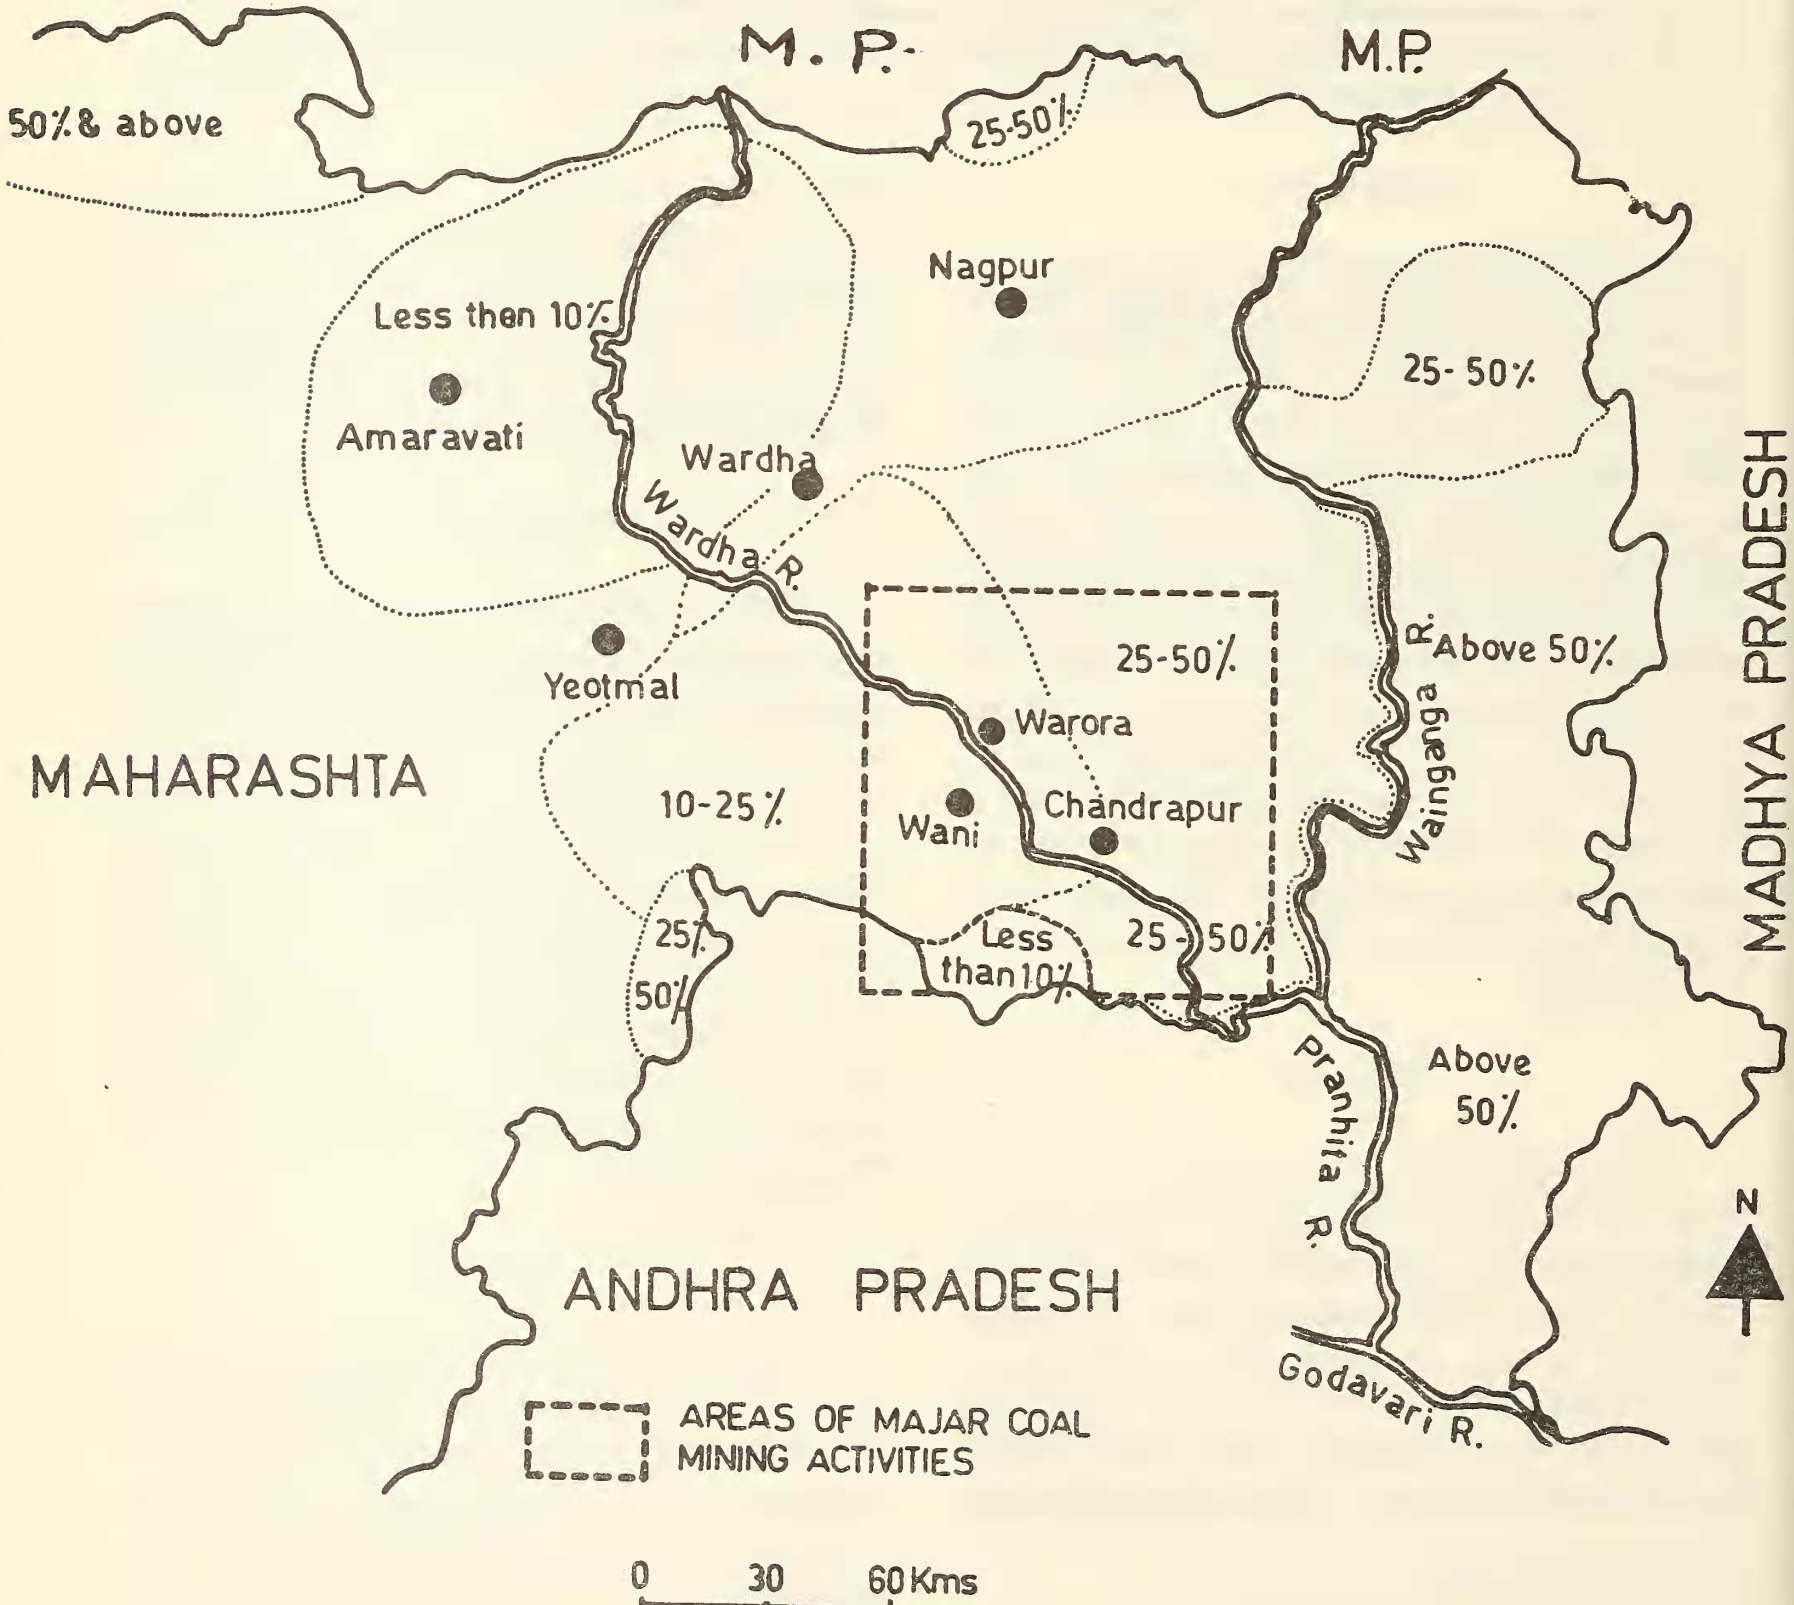 M. P.
M.P.
50% & above
25-50%
Nagpur
Less then 10%
25-50%
Amaravati
Wardha
Wardha R.
MADHYA PRADESH
25-50%
Wainganga R.
Above 50%
Yeotmal
Warora
MAHARASHTA
10-25%
Wani
Chandrapur
25%
50%
Less
than 10%
25-50%
Pranhita R.
Above
50%
N
ANDHRA PRADESH
Godavari R.
AREAS OF MAJAR COAL
MINING ACTIVITIES
0 30 60 Kms